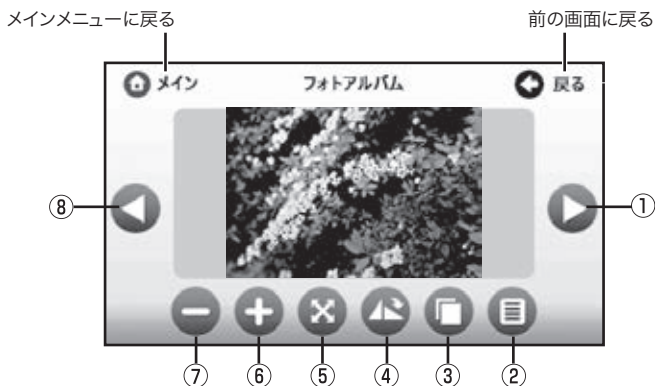 メインメニューに戻る
前の画面に戻る
メイン
フォトアルバム
戻る
⑧
①
⑦
⑥
⑤
④
③
②